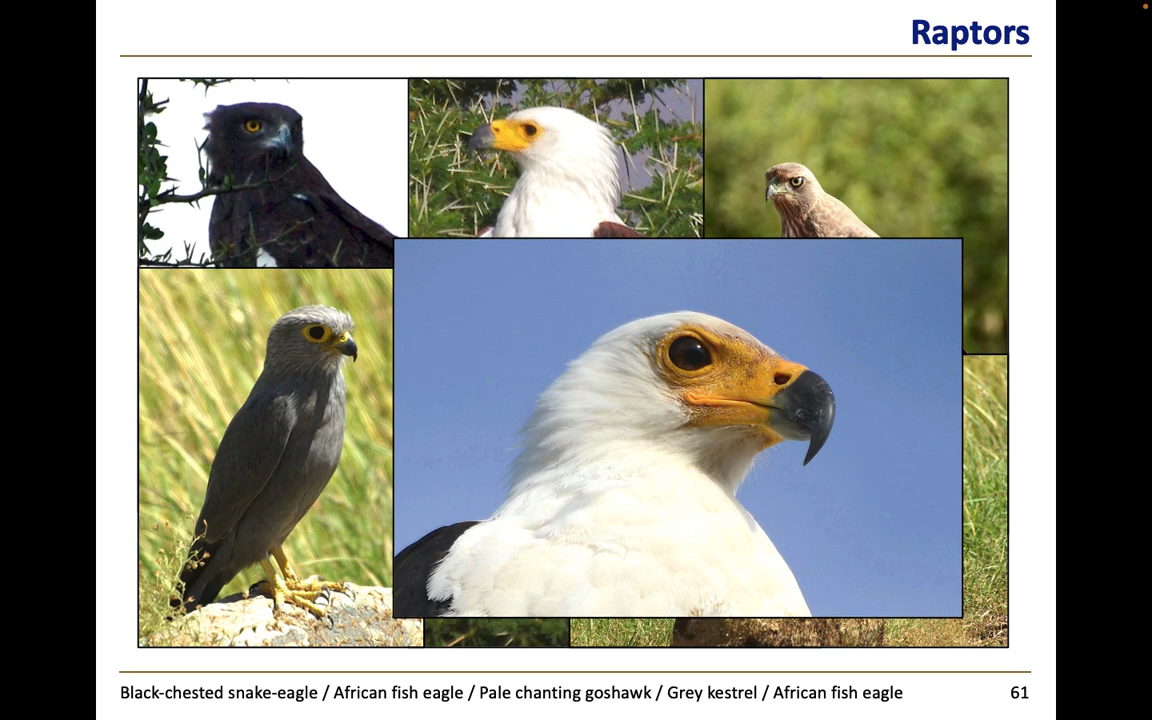 Raptors
Black-chested snake-eagle / African fish eagle / Pale chanting goshawk / Grey kestrel / African fish eagle
61